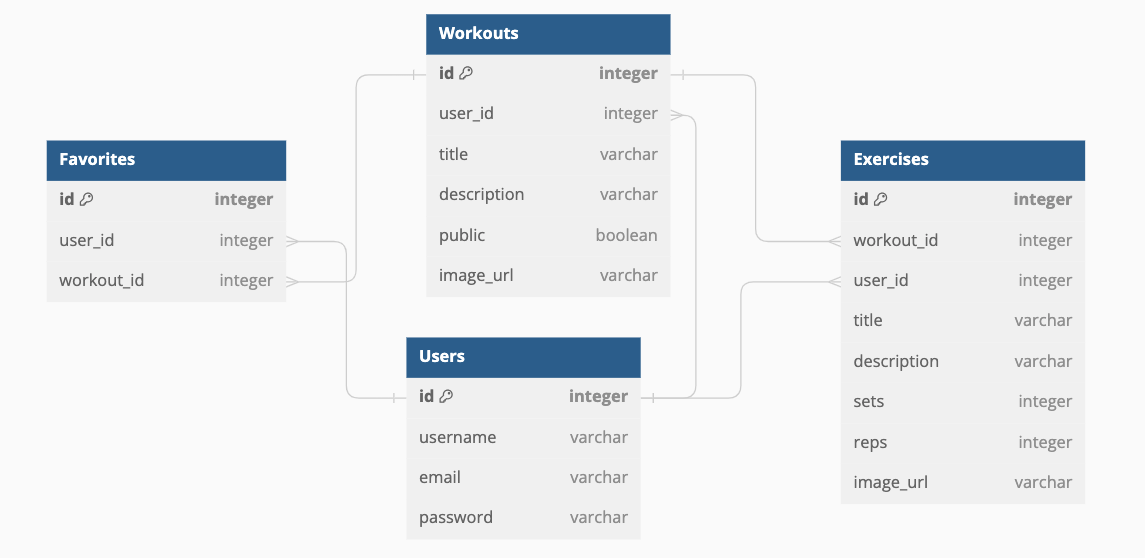 Workouts
id integer
user_id integer
title varchar
description varchar
public boolean
image_url varchar
Favorites
id integer
user_id integer
workout_id integer
Users
id integer
username varchar
email varchar
password varchar
Exercises
id integer
workout_id integer
user_id integer
title varchar
description varchar
sets integer
reps integer
image_url varchar